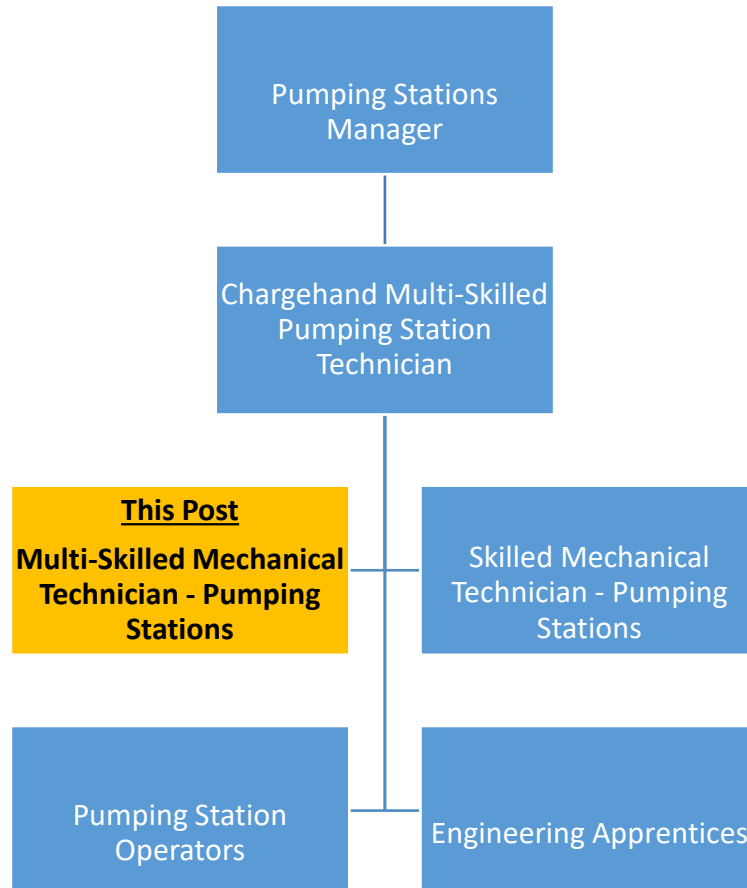 Pumping Stations
Manager
Chargehand Multi-Skilled
Pumping Station
Technician
This Post
Multi-Skilled Mechanical
Technician - Pumping
Stations
Skilled Mechanical
Technician - Pumping
Stations
Pumping Station
Operators
Engineering Apprentices